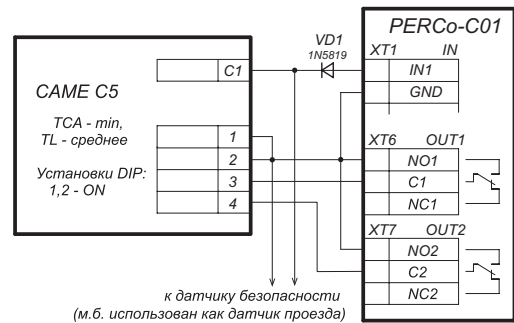 PERCo-C01
VD1
1N5819
XT1 IN
C1
IN1
GND
CAME C5
TCA - min,
TL - среднее
Установки DIP:
1,2 - ON
1
2
3
4
XT6 OUT1
NO1
C1
NC1
XT7 OUT2
NO2
C2
NC2
к датчику безопасности
(м.б. использован как датчик проезда)